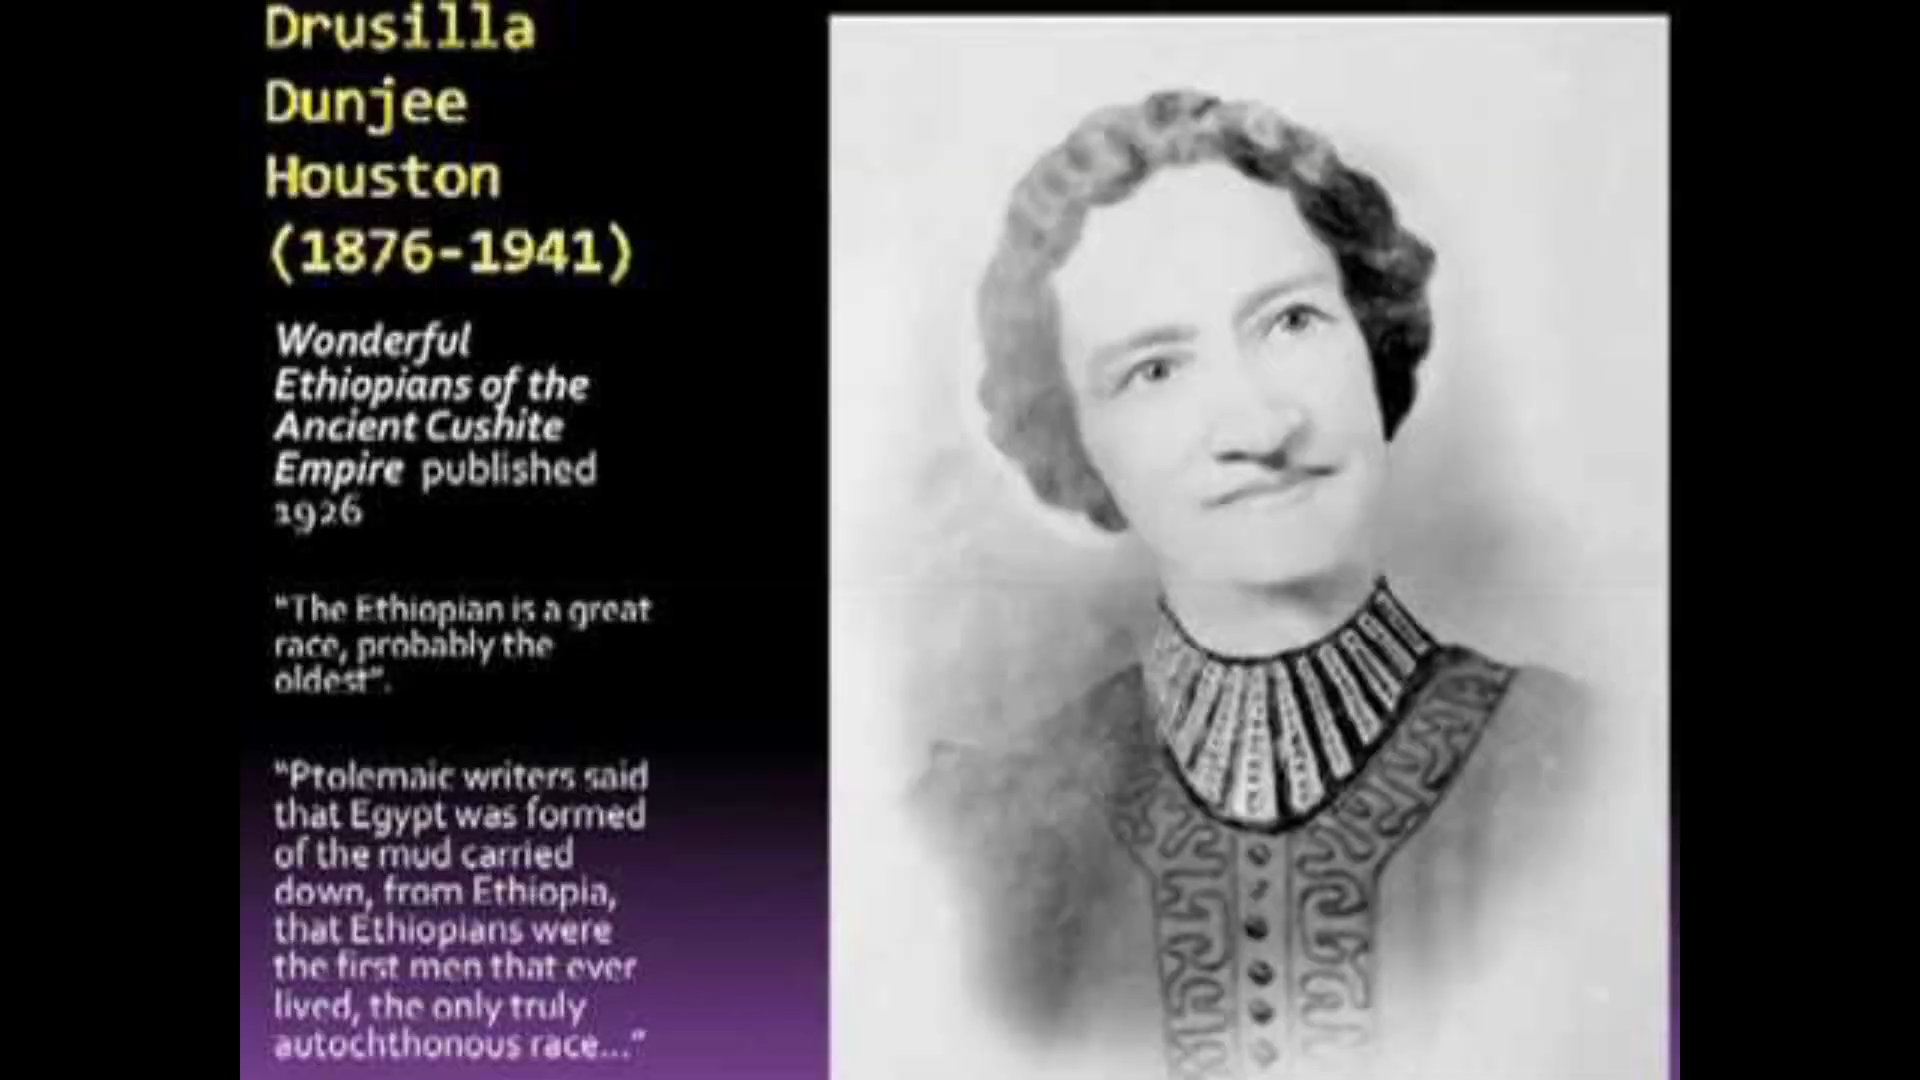 Drusilla
Dunjee
Houston
(1876-1941)
Wonderful
Ethiopians of the
Ancient Cushite
Empire published
1926
“The Ethiopian is a great
race, probably the
oldest”.
“Ptolemaic writers said
that Egypt was formed
of the mud carried
down, from Ethiopia,
that Ethiopians were
the first men that ever
lived, the only truly
autochthonous race...”